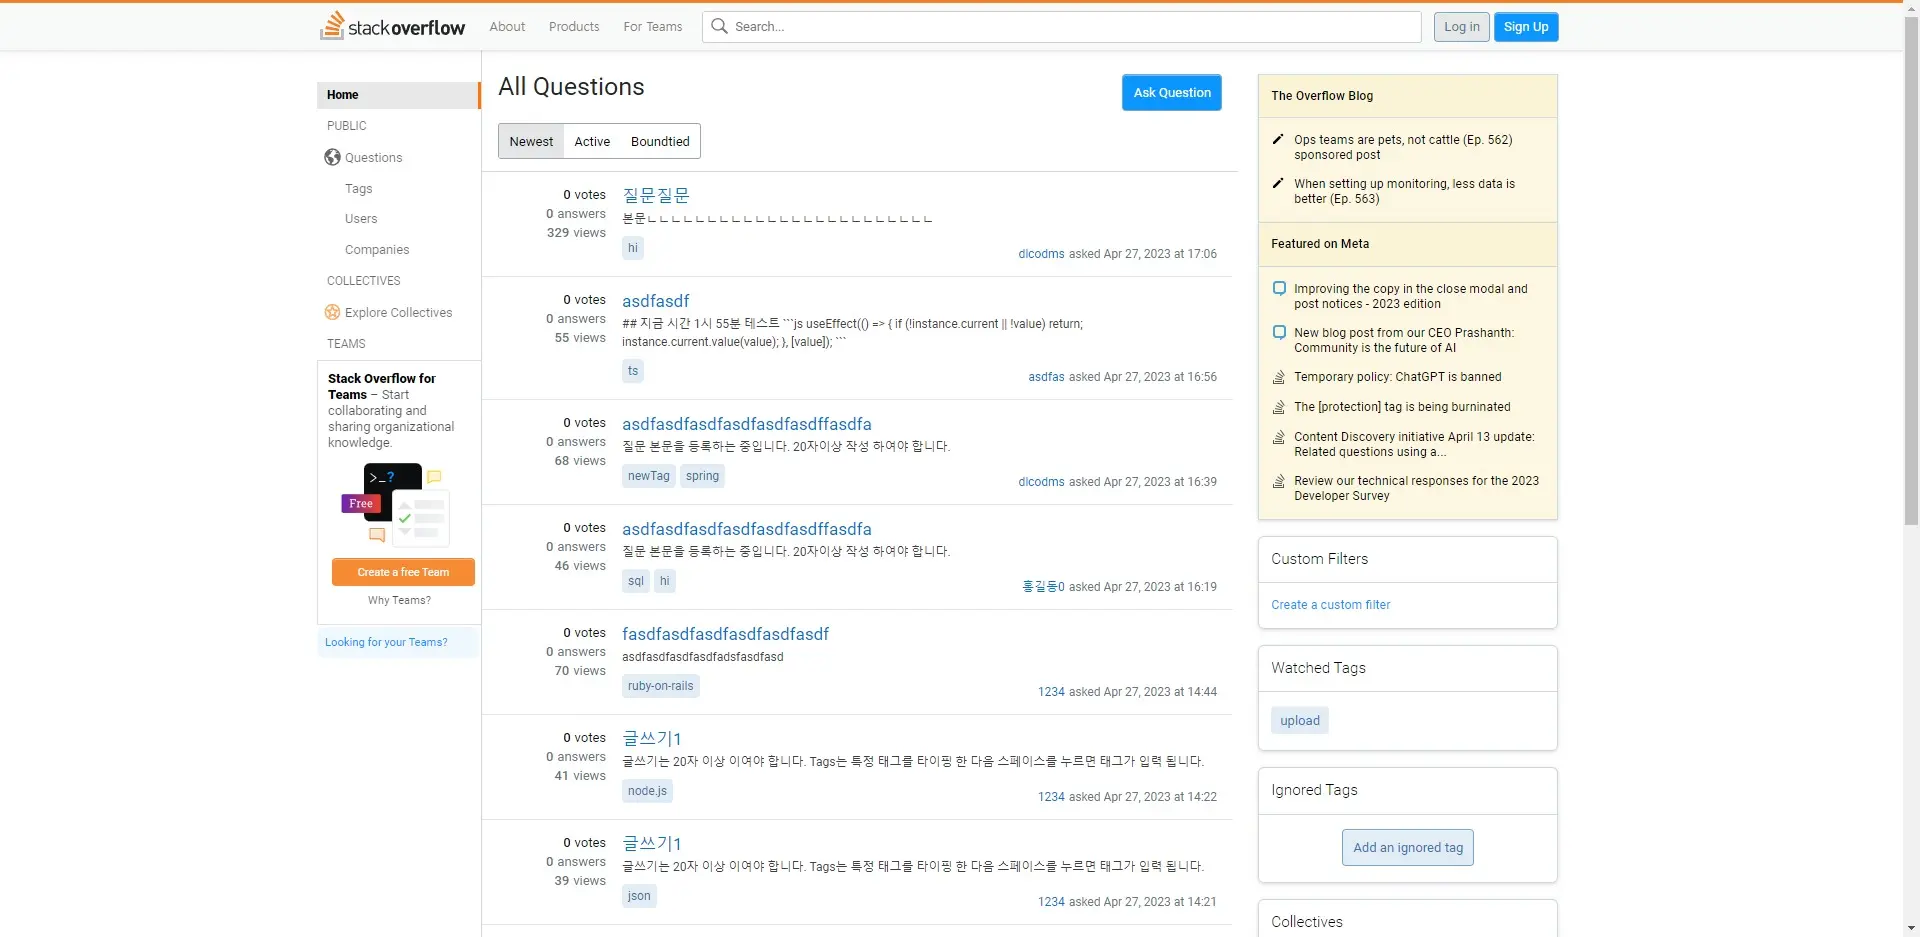 stackoverflow About Products For Teams Search... Log in Sign Up
Home
PUBLIC
Questions
Tags
Users
Companies
COLLECTIVES
Explore Collectives
TEAMS
Stack Overflow for
Teams – Start
collaborating and
sharing organizational
knowledge.
>_?
Free
Create a free Team
Why Teams?
Looking for your Teams?
All Questions
Ask Question
Newest Active Boundtied
0 votes
0 answers
329 views
질문질문
본문ㄴㄴㄴㄴㄴㄴㄴㄴㄴㄴㄴㄴㄴㄴㄴㄴㄴㄴㄴㄴㄴㄴㄴㄴ
hi
dlcodms asked Apr 27, 2023 at 17:06
0 votes
0 answers
55 views
asdfasdf
## 지금 시간 1시 55분 테스트 ```js useEffect(() => { if (!instance.current || !value) return;
instance.current.value(value); }, [value]); ```
ts
asdfas asked Apr 27, 2023 at 16:56
0 votes
0 answers
68 views
asdfasdfasdfasdfasdfasdffasdfa
질문 본문을 등록하는 중입니다. 20자이상 작성 하여야 합니다.
newTag spring
dlcodms asked Apr 27, 2023 at 16:39
0 votes
0 answers
46 views
asdfasdfasdfasdfasdfasdffasdfa
질문 본문을 등록하는 중입니다. 20자이상 작성 하여야 합니다.
sql hi
홍길동0 asked Apr 27, 2023 at 16:19
0 votes
0 answers
70 views
fasdfasdfasdfasdfasdfasdf
asdfasdfasdfasdfadsfasdfasd
ruby-on-rails
1234 asked Apr 27, 2023 at 14:44
0 votes
0 answers
41 views
글쓰기1
글쓰기는 20자 이상 이여야 합니다. Tags는 특정 태그를 타이핑 한 다음 스페이스를 누르면 태그가 입력 됩니다.
node.js
1234 asked Apr 27, 2023 at 14:22
0 votes
0 answers
39 views
글쓰기1
글쓰기는 20자 이상 이여야 합니다. Tags는 특정 태그를 타이핑 한 다음 스페이스를 누르면 태그가 입력 됩니다.
json
1234 asked Apr 27, 2023 at 14:21
The Overflow Blog
Ops teams are pets, not cattle (Ep. 562)
sponsored post
When setting up monitoring, less data is
better (Ep. 563)
Featured on Meta
Improving the copy in the close modal and
post notices - 2023 edition
New blog post from our CEO Prashanth:
Community is the future of AI
Temporary policy: ChatGPT is banned
The [protection] tag is being burninated
Content Discovery initiative April 13 update:
Related questions using a...
Review our technical responses for the 2023
Developer Survey
Custom Filters
Create a custom filter
Watched Tags
upload
Ignored Tags
Add an ignored tag
Collectives